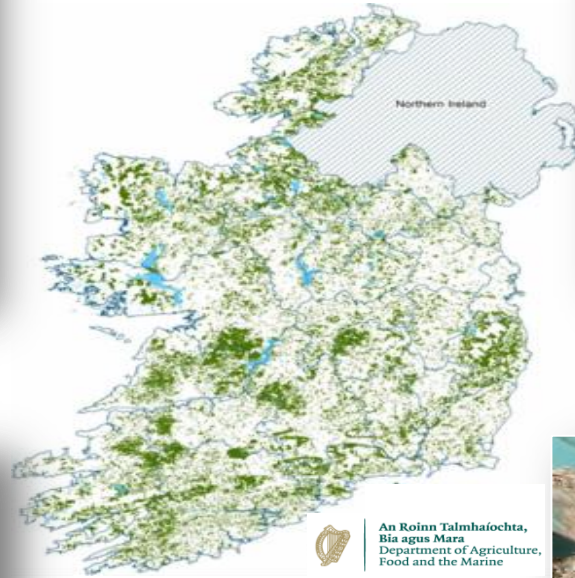 Northern Ireland
An Roinn Talmhaíochta,
Bia agus Mara
Department of Agriculture,
Food and the Marine